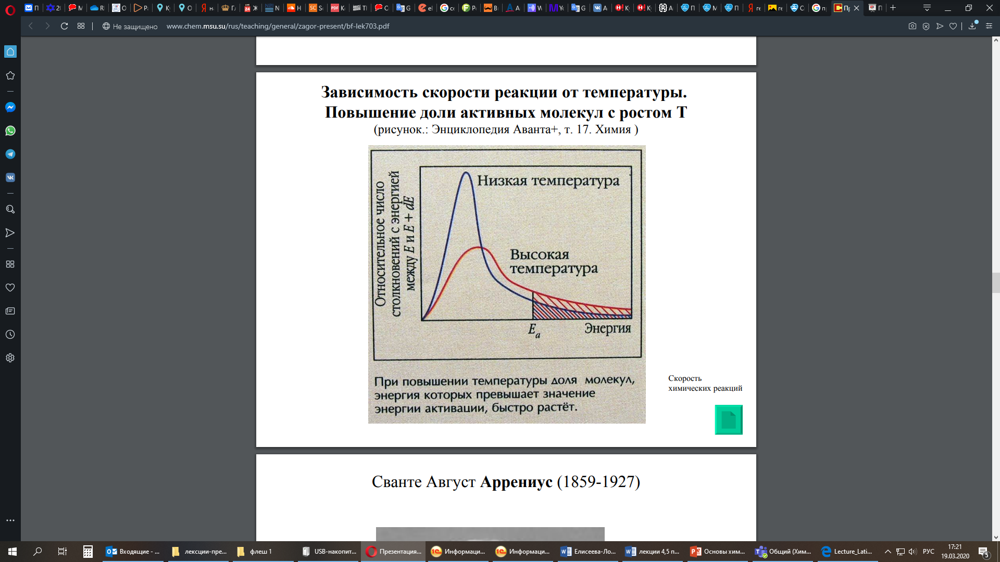 Не защищено
www.chem.msu.su/rus/teaching/general/zagor-present/bf-lek703.pdf
Зависимость скорости реакции от температуры.
Повышение доли активных молекул с ростом Т
(рисунок.: Энциклопедия Аванта+, т. 17. Химия )
Относительное число
столкновений с энергией
между E и E + dE
Низкая температура
Высокая
температура
Eа
Энергия
При повышении температуры доля молекул,
энергия которых превышает значение
энергии активации, быстро растёт.
Скорость
химических реакций
Сванте Август Аррениус (1859-1927)
Входящие - ...
лекссии-пре...
флеш 1
USB-накопит...
Презентация...
Информаци...
Информаци...
Елисеева-Ло...
лекции 4,5 п...
Основы хим...
Общий (Хим...
Lecture_Lati...
РУС
17:21
19.03.2020
5